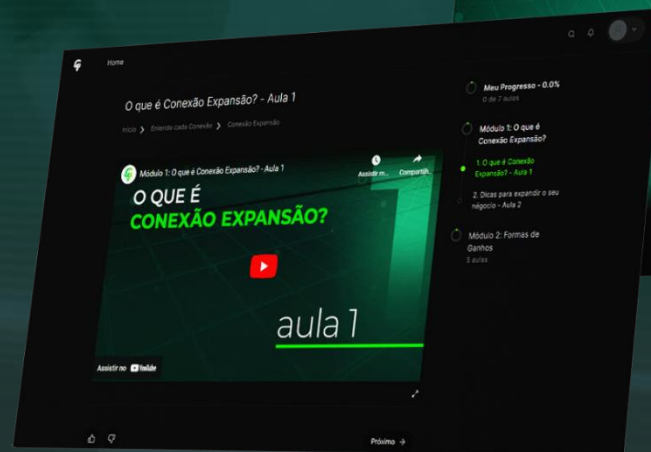 Home
O que é Conexão Expansão? - Aula 1
Início > Entenda cada Conexão > Conexão Expansão
Módulo 1: O que é Conexão Expansão? - Aula 1
Assistir m...
Compartilh...
O QUE É
CONEXÃO EXPANSÃO?
1
aula 1
Assistir no YouTube
Próximo →
Meu Progresso - 0.0%
0 de 7 aulas
Módulo 1: O que é
Conexão Expansão?
1. O que é Conexão
Expansão? - Aula 1
2. Dicas para expandir o seu
négocio - Aula 2
Módulo 2: Formas de
Ganhos
5 aulas